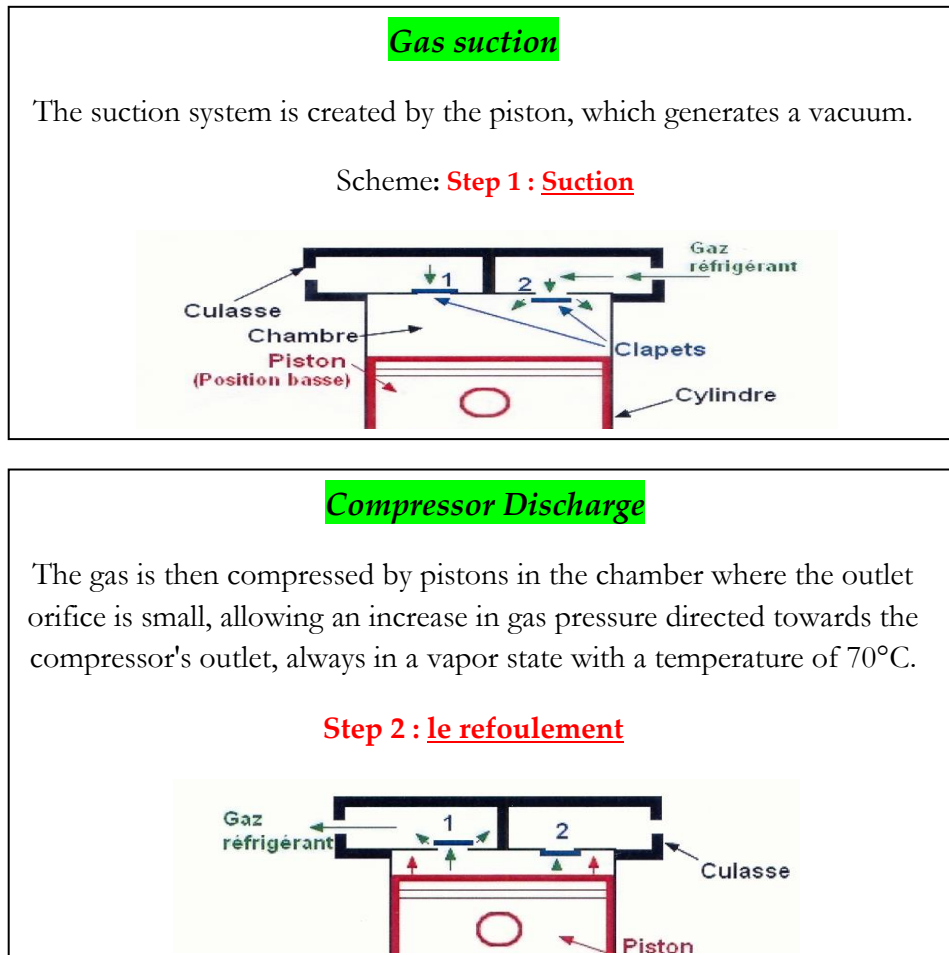 Gas suction
The suction system is created by the piston, which generates a vacuum.
Scheme: Step 1 : Suction
Gaz
réfrigérant
1
2
Culasse
Chambre
Piston
(Position basse)
Clapets
Cylindre
Compressor Discharge
The gas is then compressed by pistons in the chamber where the outlet
orifice is small, allowing an increase in gas pressure directed towards the
compressor's outlet, always in a vapor state with a temperature of 70°C.
Step 2 : le refoulement
Gaz
réfrigérant
1
2
Culasse
Piston